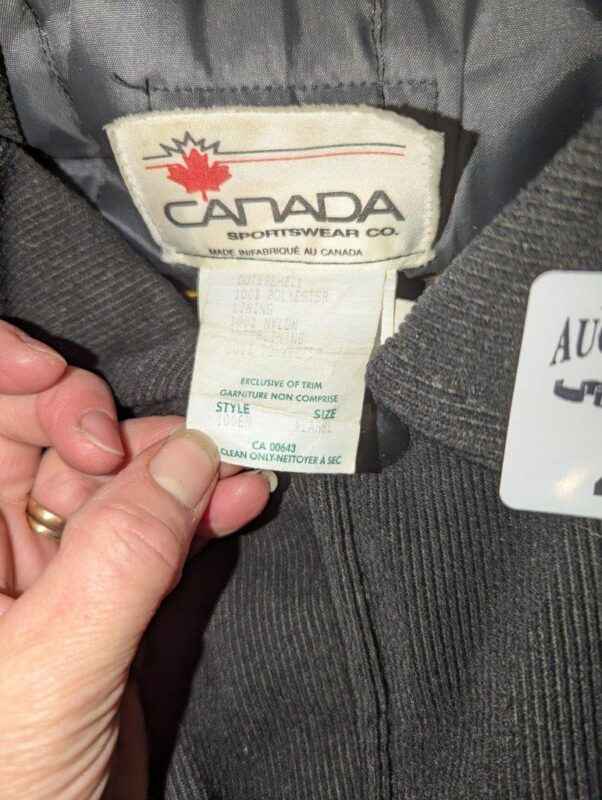 CANADA
SPORTSWEAR CO.
MADE IN/FABRIQUÉ AU CANADA
100% POLYESTER
LINING
100% NYLON
EXCLUSIVE OF TRIM
GARNITURE NON COMPRISE
STYLE SIZE
CA 00643
CLEAN ONLY-NETTOYER À SEC
AUC